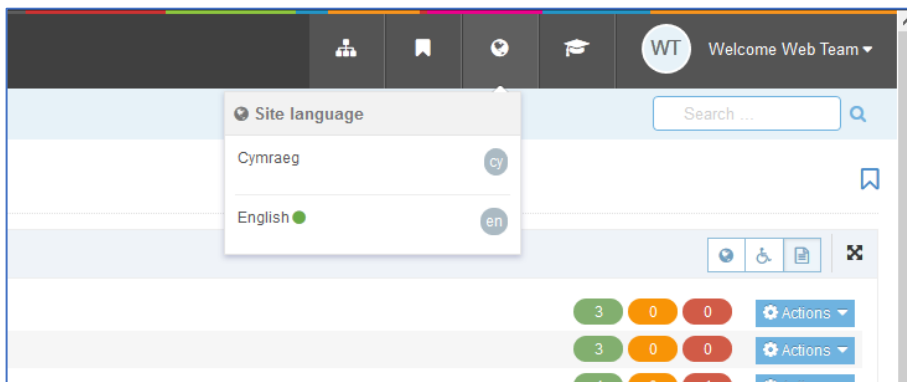 WT Welcome Web Team
Site language
Search ...
Cymraeg cy
English en
3 0 0 Actions
3 0 0 Actions